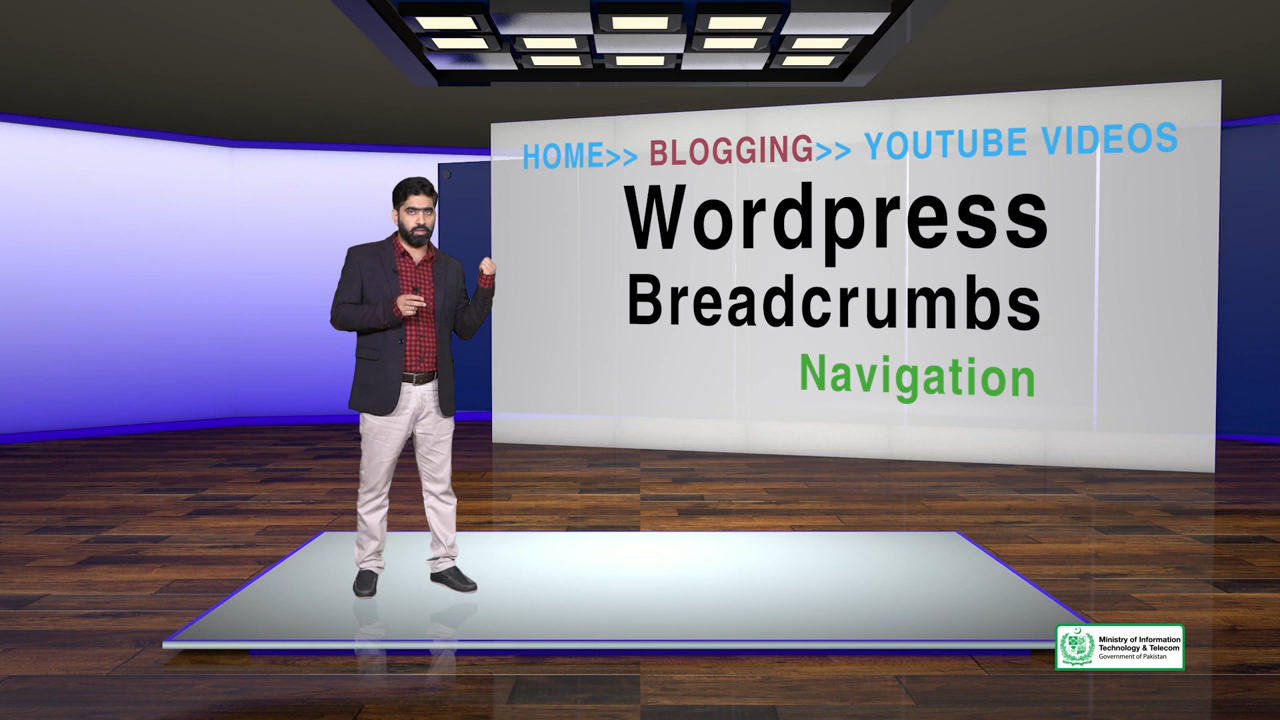 HOME>> BLOGGING>> YOUTUBE VIDEOS
Wordpress
Breadcrumbs
Navigation
Ministry of Information
Technology & Telecom
Government of Pakistan